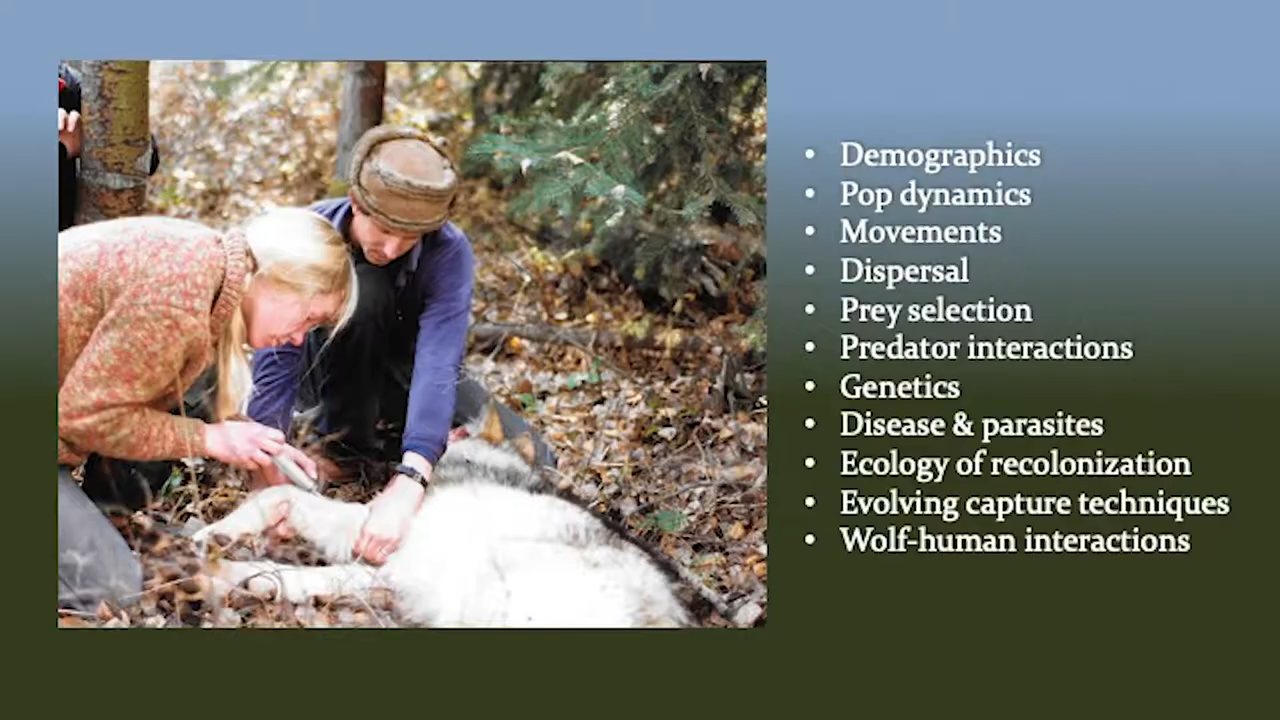 • Demographics
• Pop dynamics
• Movements
• Dispersal
• Prey selection
• Predator interactions
• Genetics
• Disease & parasites
• Ecology of recolonization
• Evolving capture techniques
• Wolf-human interactions